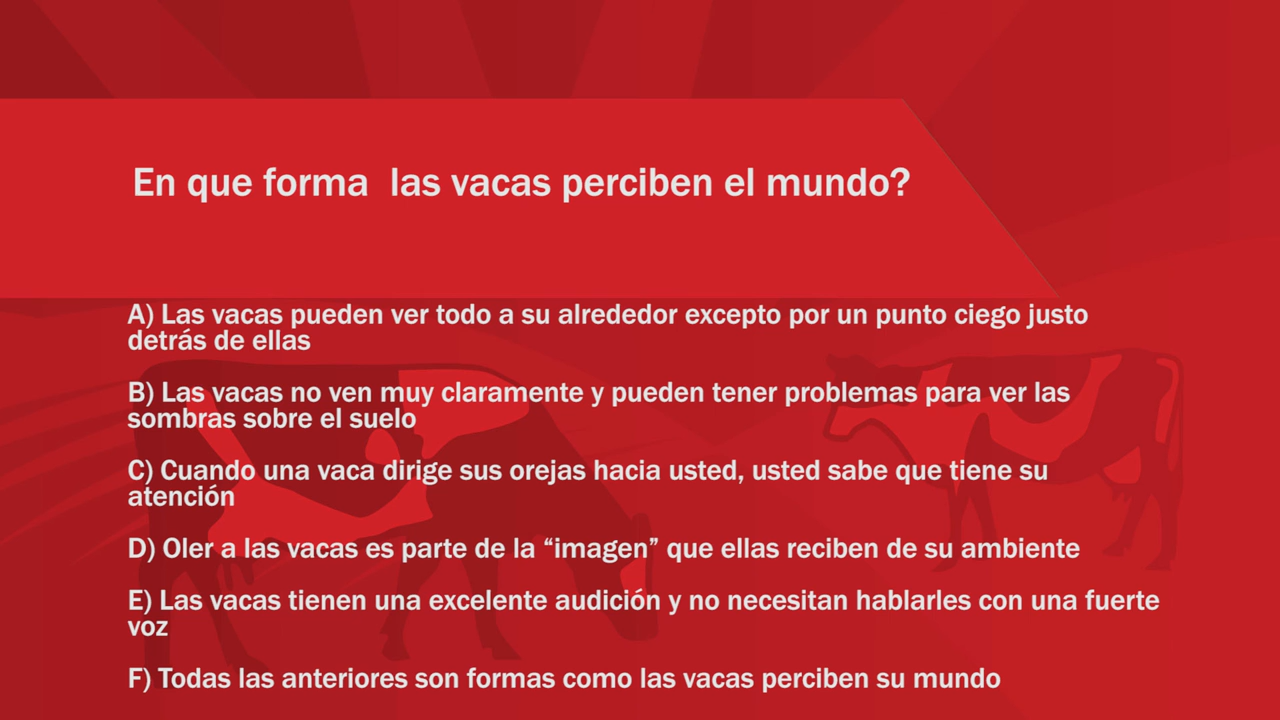 En que forma  las vacas perciben el mundo?
A) Las vacas pueden ver todo a su alrededor excepto por un punto ciego justo
detrás de ellas
B) Las vacas no ven muy claramente y pueden tener problemas para ver las
sombras sobre el suelo
C) Cuando una vaca dirige sus orejas hacia usted, usted sabe que tiene su
atención
D) Oler a las vacas es parte de la “imagen” que ellas reciben de su ambiente
E) Las vacas tienen una excelente audición y no necesitan hablarles con una fuerte
voz
F) Todas las anteriores son formas como las vacas perciben su mundo